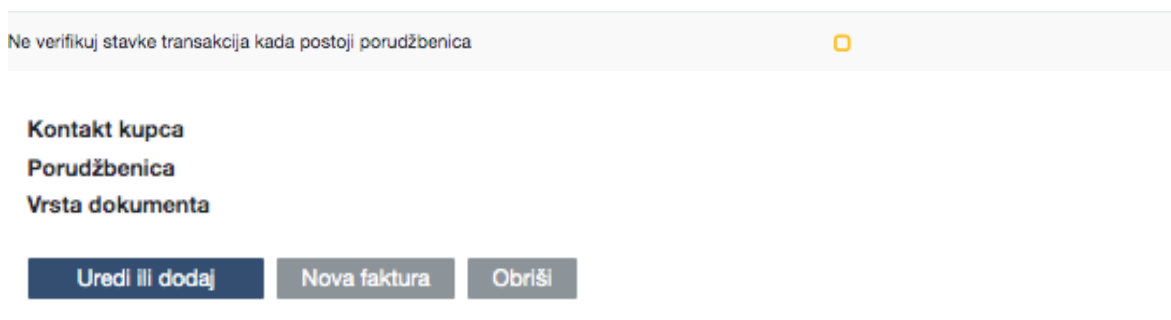 Ne verifikuj stavke transakcija kada postoji porudžbenica
Kontakt kupca
Porudžbenica
Vrsta dokumenta
Uredi ili dodaj Nova faktura Obriši